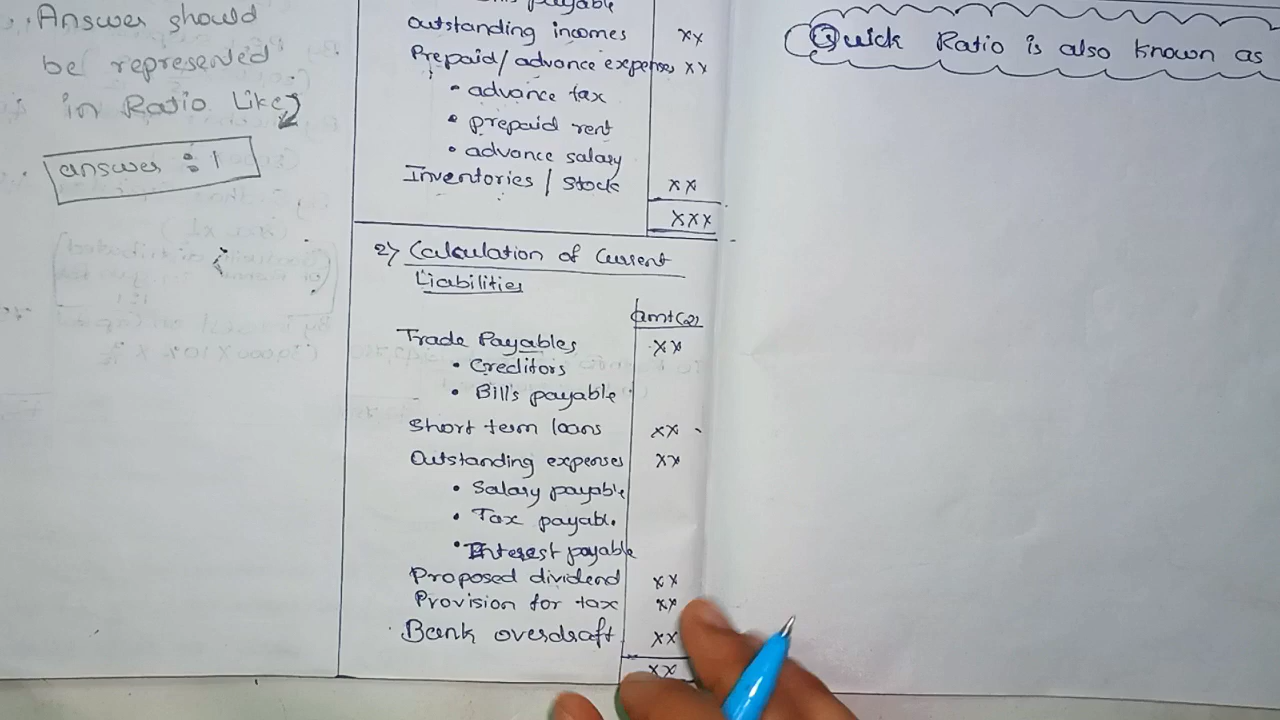 Answer should
be represented
in Ratio Like
answer : 1
payable
Outstanding incomes xx
Prepaid/ advance expenses xx
• advance tax
• prepaid rent
• advance salary
Inventories / Stock xx
xxx
2) Calculation of Current
Liabilities
Trade Payables xx
• Creditors
• Bill's payable
Short term loans xx
Outstanding expenses xx
• Salary payable
• Tax payabl.
• Interest payable
Proposed dividend xx
Provision for tax xx
Bank overdraft xx
xx
Quick Ratio is also known as